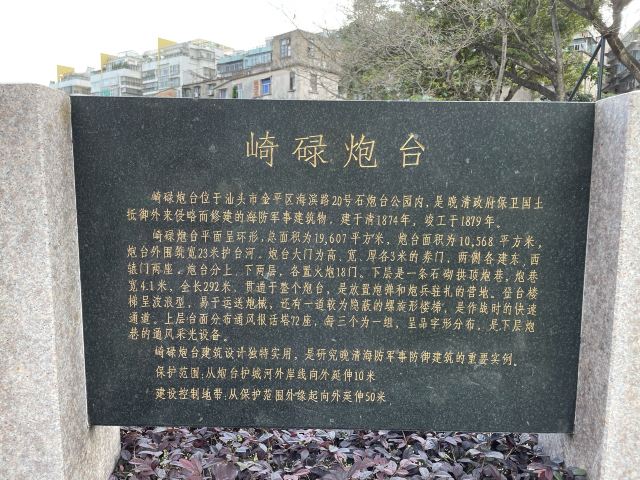 崎碌炮台
崎碌炮台位于汕头市金平区海滨路20号石炮台公园内，是晚清政府保卫国土
抵御外来侵略而修建的海防军事建筑物，建于清1874年，竣工于1879年。
崎碌炮台平面呈环形，总面积为19,607平方米，炮台面积为10,568平方米，
炮台外围筑宽23米护台河。炮台大门为高、宽、厚各3米的券门，两侧各建东、西
辕门两座。炮台分上、下两层，各置火炮18门。下层是一条石砌拱顶炮巷，炮巷
宽4.1米，全长292米，贯通于整个炮台，是放置炮弹和炮兵驻扎的营地。登台楼
梯呈波浪型，易于运送炮械，还有一道较为隐蔽的螺旋形楼梯，是作战时的快速
通道。上层台面分布通风报话塔72座，每三个为一组，呈品字形分布，是下层炮
巷的通风采光设备。
崎碌炮台建筑设计独特实用，是研究晚清海防军事防御建筑的重要实例。
保护范围：从炮台护城河外岸线向外延伸10米
建设控制地带：从保护范围外缘起向外延伸50米